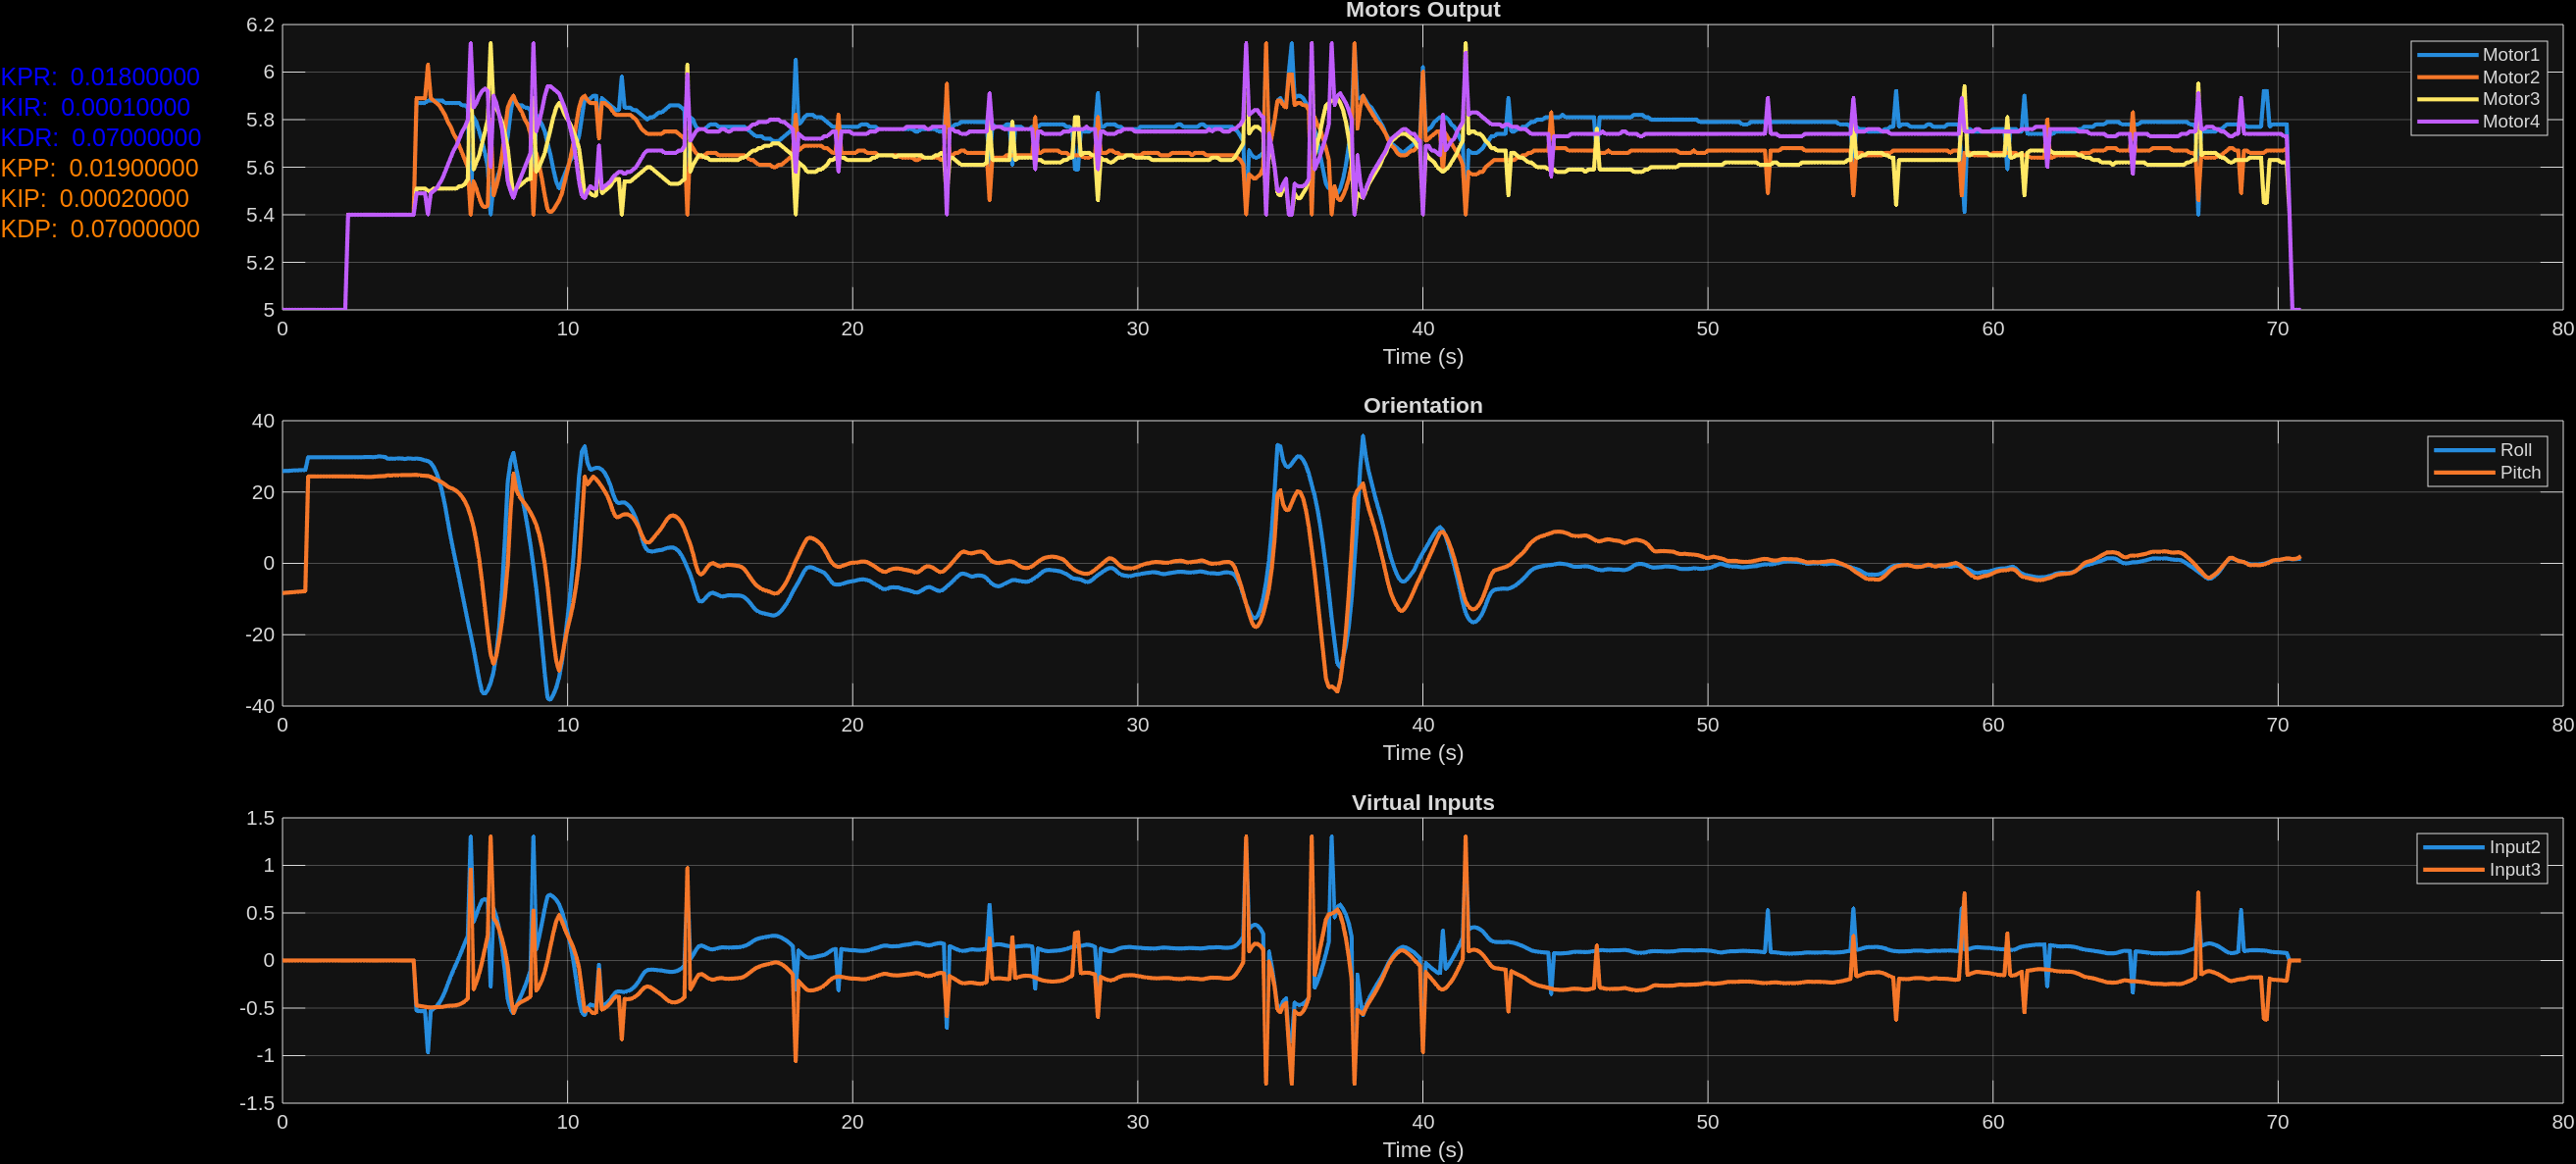 Motors Output
KPR: 0.01800000
KIR: 0.00010000
KDR: 0.07000000
KPP: 0.01900000
KIP: 0.00020000
KDP: 0.07000000
6.2
6
5.8
5.6
5.4
5.2
5
Motor1
Motor2
Motor3
Motor4
0 10 20 30 40 50 60 70 80
Time (s)
Orientation
40
20
0
-20
-40
Roll
Pitch
0 10 20 30 40 50 60 70 80
Time (s)
Virtual Inputs
1.5
1
0.5
0
-0.5
-1
-1.5
Input2
Input3
0 10 20 30 40 50 60 70 80
Time (s)